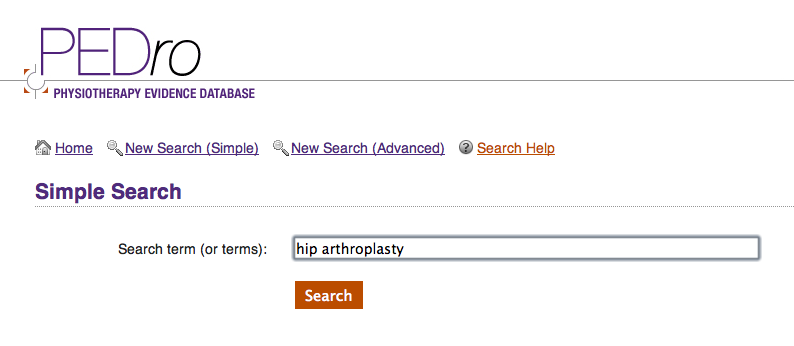 PEDro
PHYSIOTHERAPY EVIDENCE DATABASE
Home New Search (Simple) New Search (Advanced) Search Help
Simple Search
Search term (or terms): hip arthroplasty
Search